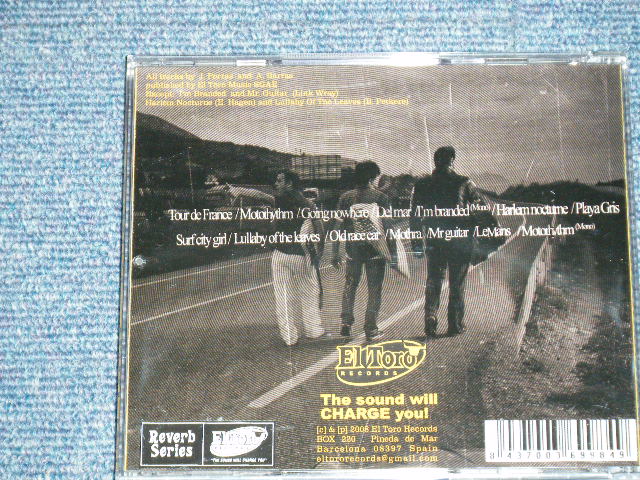 All tracks by J. Porras and A. Barras
published by El Toro Music SGAE
Except: I'm Branded and Mr. Guitar (Link Wray)
Harlem Nocturne (E. Hagen) and Lullaby Of The Leaves (B. Petkere)
Tour de France / Motorhythm / Going nowhere / Del mar / I'm branded (Mono) / Harlem nocturne / Playa Gris
Surf city girl / Lullaby of the leaves / Old race car / Mothra / Mr guitar / LeMans / Motorhythm (Mono)
El Toro
RECORDS
The sound will
CHARGE you!
[c] & [p] 2008 El Toro Records
BOX 220 / Pineda de Mar
Barcelona 08397 Spain
eltororecords@gmail.com
Reverb
Series
El Toro
"THE SOUND WILL CHARGE YOU"
8 437001 699849